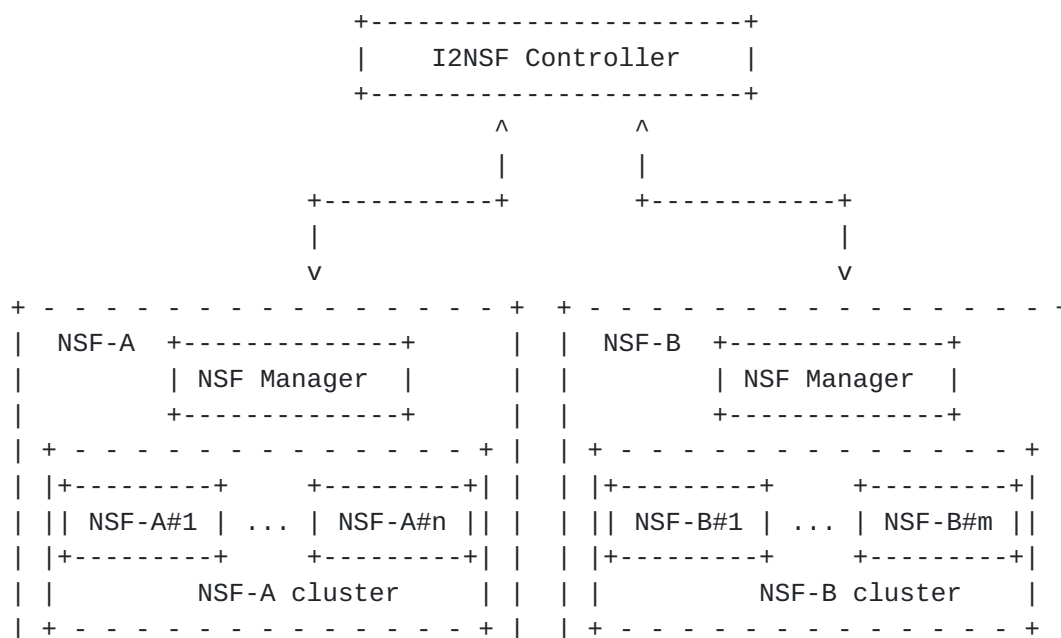 I2NSF Controller
NSF-A NSF-B
NSF Manager NSF Manager
NSF-A#1 ... NSF-A#n NSF-B#1 ... NSF-B#m
NSF-A cluster NSF-B cluster